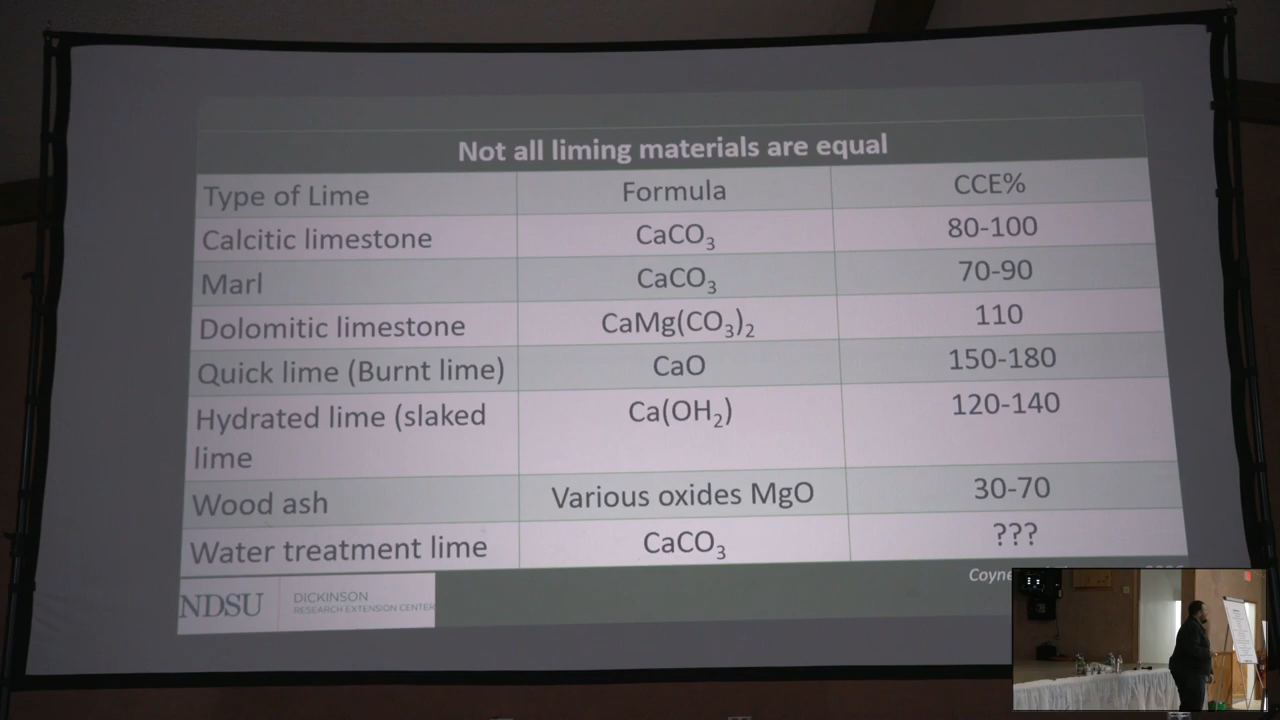 Not all liming materials are equal
Type of Lime Formula CCE%
Calcitic limestone CaCO₃ 80-100
Marl CaCO₃ 70-90
Dolomitic limestone CaMg(CO₃)₂ 110
Quick lime (Burnt lime) CaO 150-180
Hydrated lime (slaked Ca(OH₂) 120-140
lime
Wood ash Various oxides MgO 30-70
Water treatment lime CaCO₃ ???
Coyne
NDSU DICKINSON
RESEARCH EXTENSION CENTER